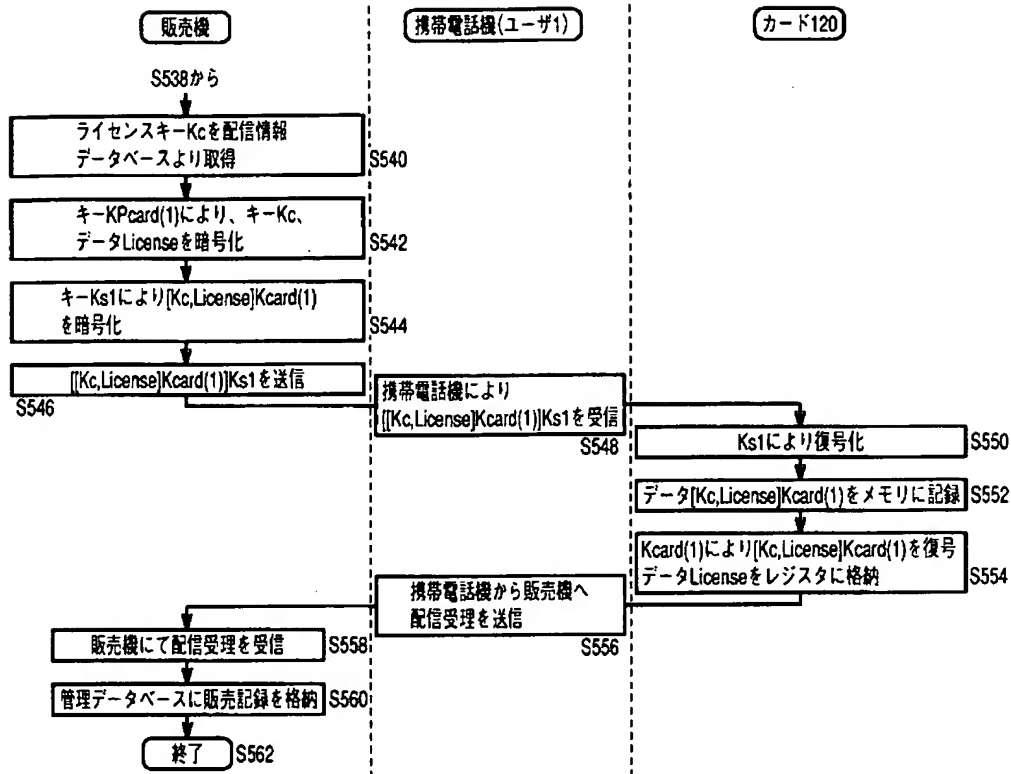 販売機
携帯電話機(ユーザ1)
カード120
S538から
ライセンスキーKcを配信情報
データベースより取得
S540
キーKPcard(1)により、キーKc、
データLicenseを暗号化
S542
キーKs1により[Kc,License]Kcard(1)
を暗号化
S544
[[Kc,License]Kcard(1)]Ks1を送信
S546
携帯電話機により
[[Kc,License]Kcard(1)]Ks1を受信
S548
Ks1により復号化
S550
データ[Kc,License]Kcard(1)をメモリに記録
S552
Kcard(1)により[Kc,License]Kcard(1)を復号
データLicenseをレジスタに格納
S554
携帯電話機から販売機へ
配信受理を送信
S556
販売機にて配信受理を受信
S558
管理データベースに販売記録を格納
S560
終了
S562